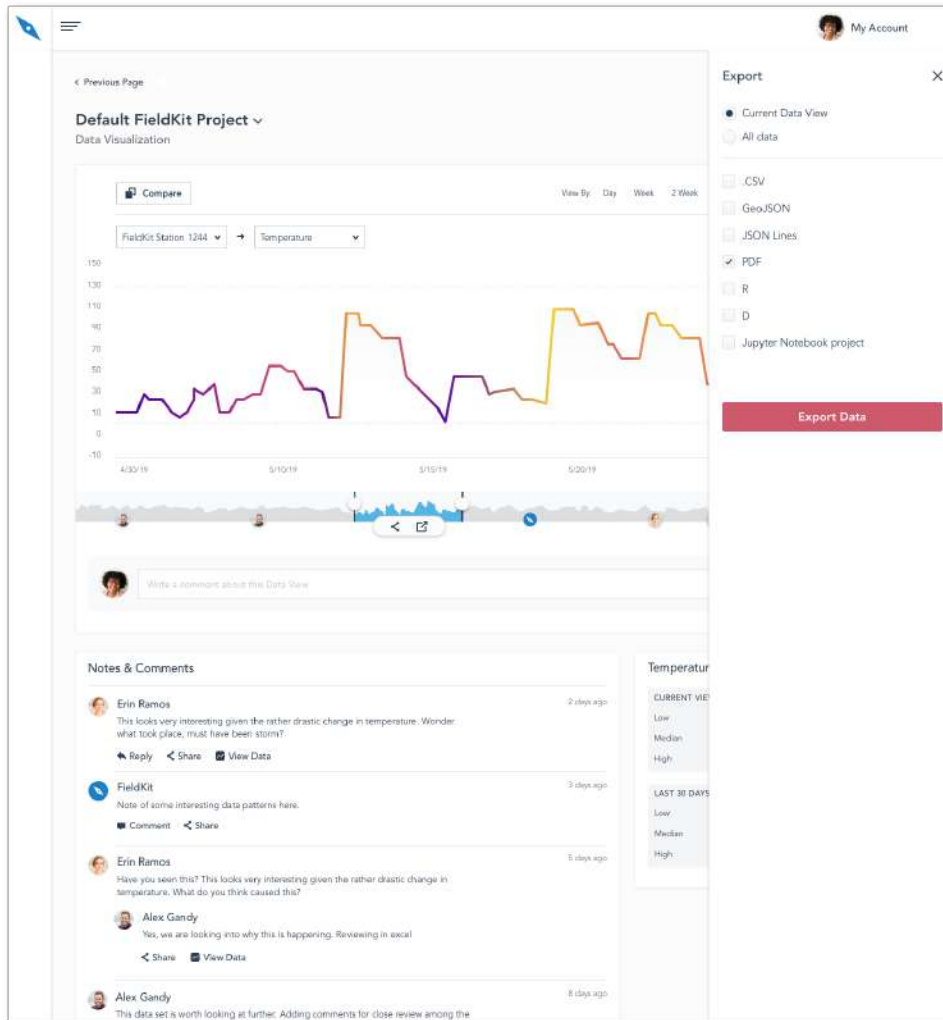 My Account
< Previous Page
Default FieldKit Project
Data Visualization
Compare
View By: Day Week 2 Week
FieldKit Station 1244
Temperature
150
130
110
90
70
50
30
10
0
-10
4/30/19
5/10/19
5/15/19
5/20/19
Write a comment about this Data View
Notes & Comments
Erin Ramos
2 days ago
This looks very interesting given the rather drastic change in temperature. Wonder
what took place, must have been storm?
Reply Share View Data
FieldKit
3 days ago
Note of some interesting data patterns here.
Comment Share
Erin Ramos
5 days ago
Have you seen this? This looks very interesting given the rather drastic change in
temperature. What do you think caused this?
Alex Gandy
Yes, we are looking into why this is happening. Reviewing in excel
Share View Data
Alex Gandy
8 days ago
This data set is worth looking at further. Adding comments for close review among the
Temperatur
CURRENT VIE
Low
Median
High
LAST 30 DAYS
Low
Median
High
Export
Current Data View
All data
.CSV
GeoJSON
JSON Lines
PDF
R
D
Jupyter Notebook project
Export Data